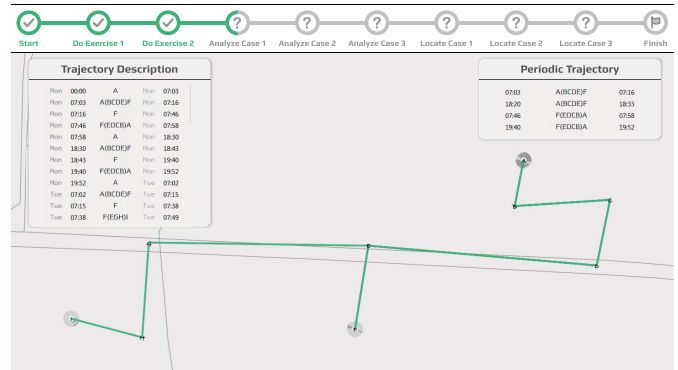 Start Do Exercise 1 Do Exercise 2 Analyze Case 1 Analyze Case 2 Analyze Case 3 Locate Case 1 Locate Case 2 Locate Case 3 Finish
Trajectory Description
Mon 00:00 A Mon 07:03
Mon 07:03 A(BCDE)F Mon 07:16
Mon 07:16 F Mon 07:46
Mon 07:46 F(EDCB)A Mon 07:58
Mon 07:58 A Mon 18:30
Mon 18:30 A(BCDE)F Mon 18:43
Mon 18:43 F Mon 19:40
Mon 19:40 F(EDCB)A Mon 19:52
Mon 19:52 A Tue 07:02
Tue 07:02 A(BCDE)F Tue 07:15
Tue 07:15 F Tue 07:38
Tue 07:38 F(EGH)I Tue 07:49
Periodic Trajectory
07:03 A(BCDE)F 07:16
18:20 A(BCDE)F 18:33
07:46 F(EDCB)A 07:58
19:40 F(EDCB)A 19:52